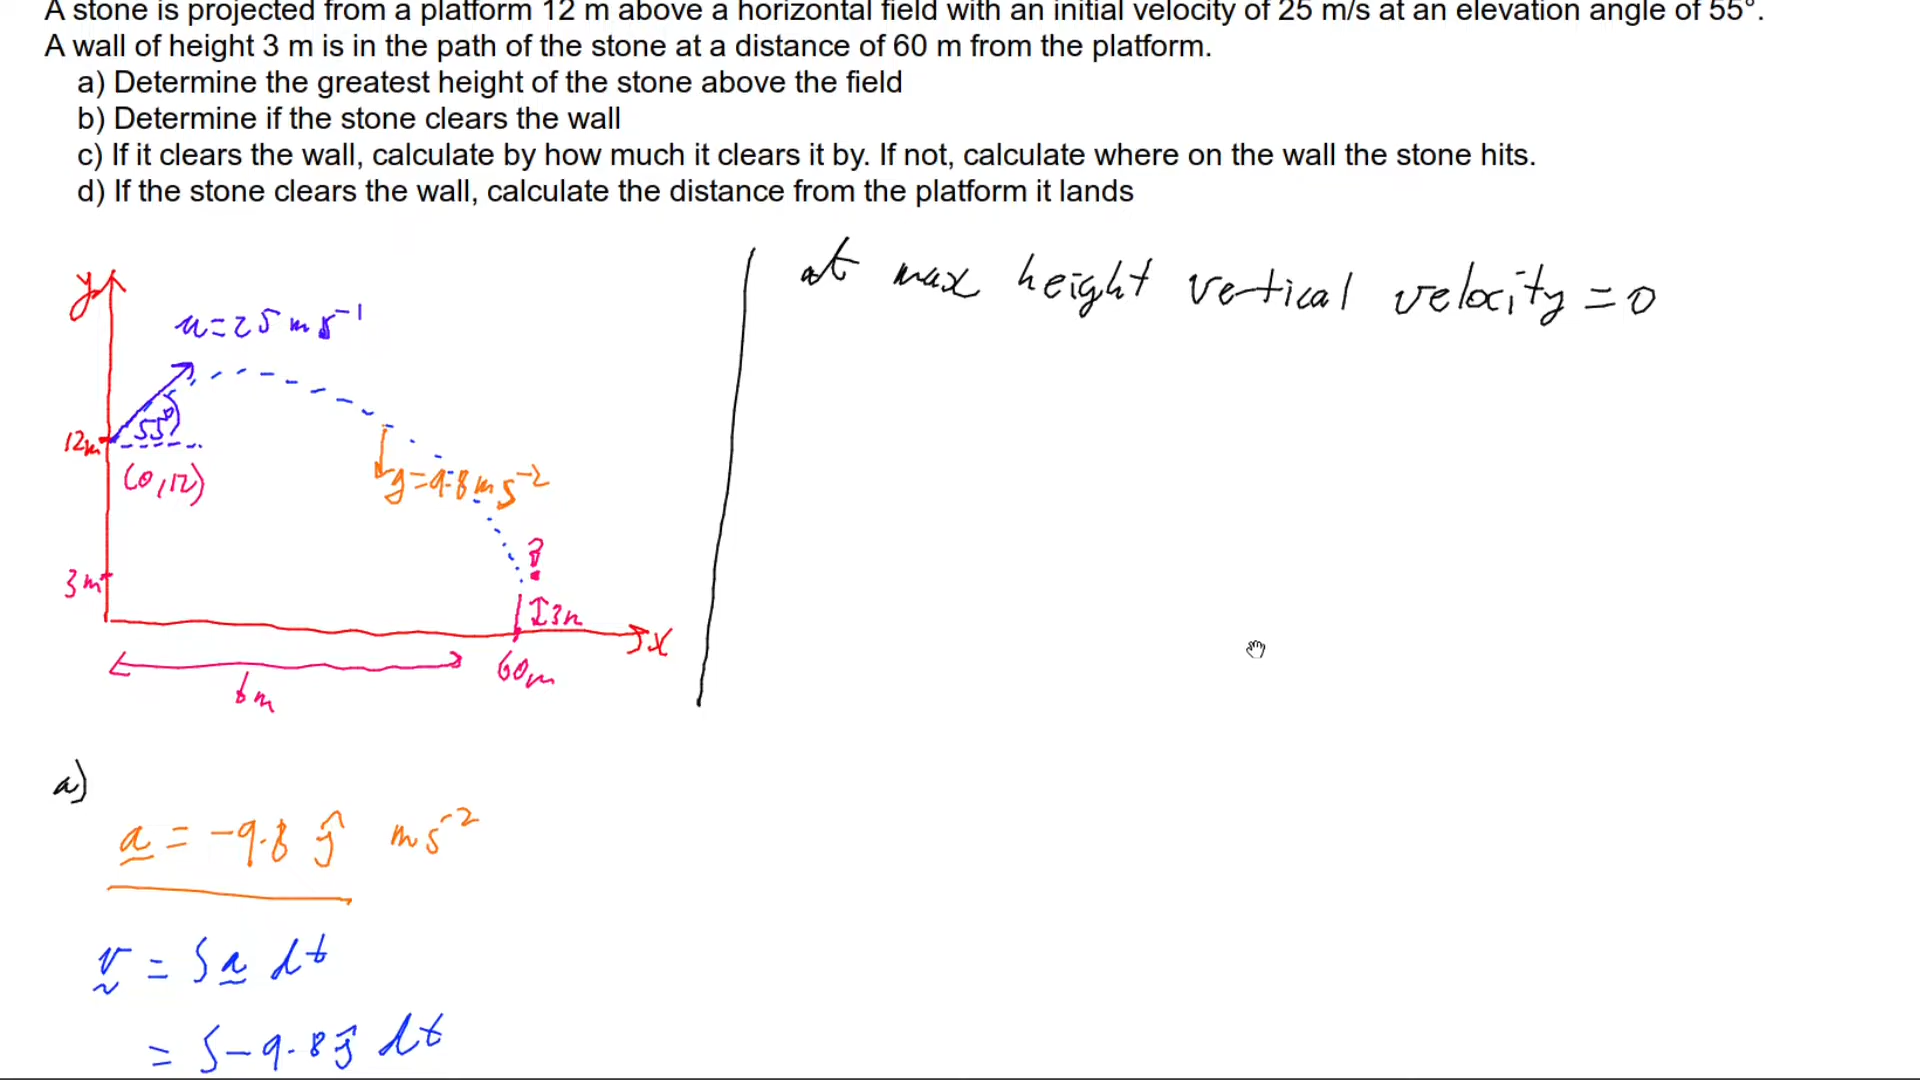 A stone is projected from a platform 12 m above a horizontal field with an initial velocity of 25 m/s at an elevation angle of 55°.
A wall of height 3 m is in the path of the stone at a distance of 60 m from the platform.
a) Determine the greatest height of the stone above the field
b) Determine if the stone clears the wall
c) If it clears the wall, calculate by how much it clears it by. If not, calculate where on the wall the stone hits.
d) If the stone clears the wall, calculate the distance from the platform it lands
at max height vertical velocity = 0
y
u=25 m s⁻¹
55°
12m
(0,12)
g=9.8 m s⁻²
?
3m
3m
x
60m
6m
a)
a = -9.8 ĵ m s⁻²
v = ∫ a dt
= ∫ -9.8 ĵ dt